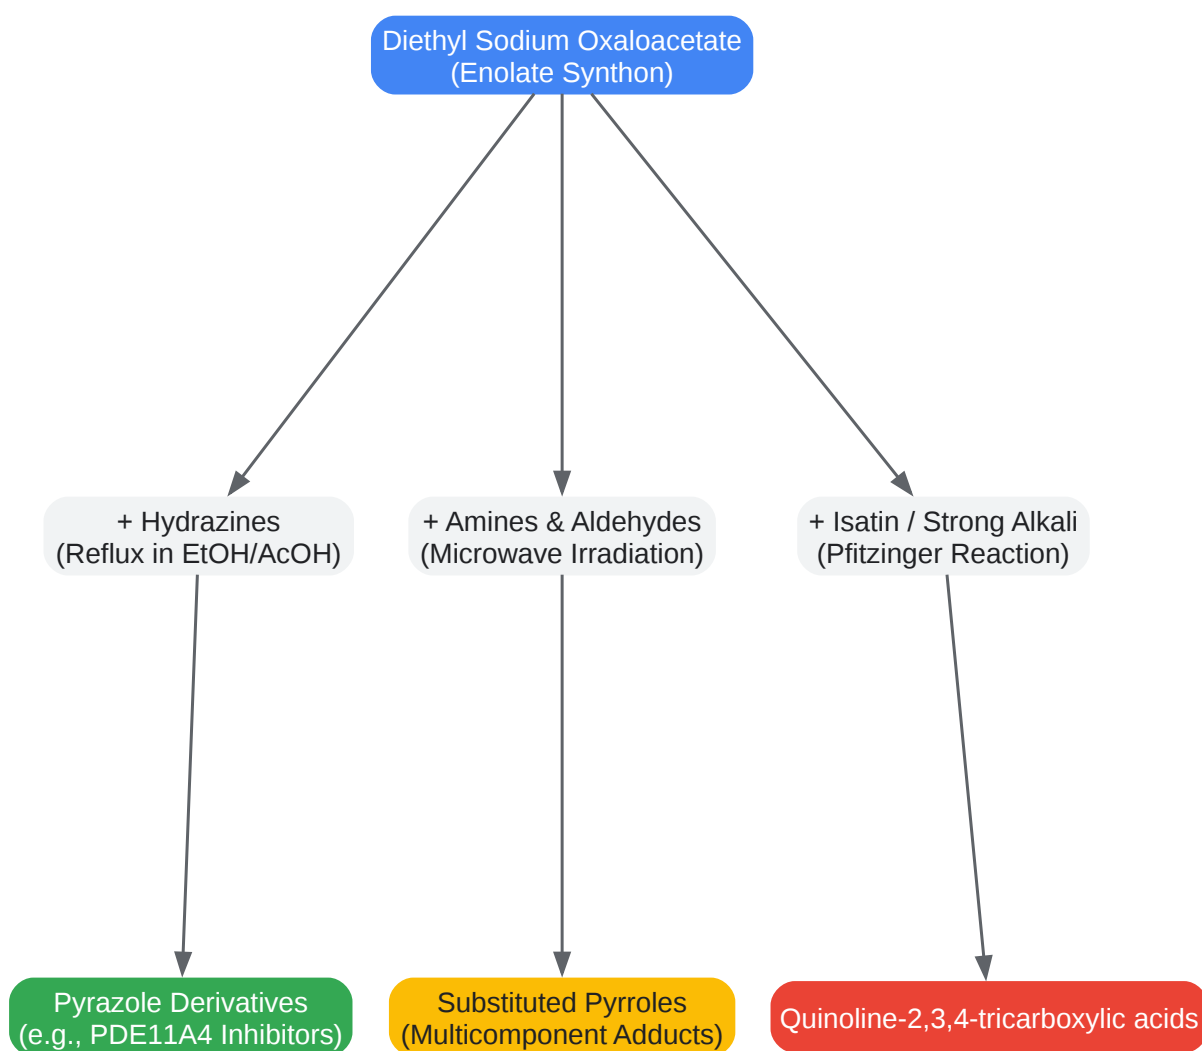 Diethyl Sodium Oxaloacetate
(Enolate Synthon)
+ Hydrazines
(Reflux in EtOH/AcOH)
+ Amines & Aldehydes
(Microwave Irradiation)
+ Isatin / Strong Alkali
(Pfitzinger Reaction)
Pyrazole Derivatives
(e.g., PDE11A4 Inhibitors)
Substituted Pyrroles
(Multicomponent Adducts)
Quinoline-2,3,4-tricarboxylic acids